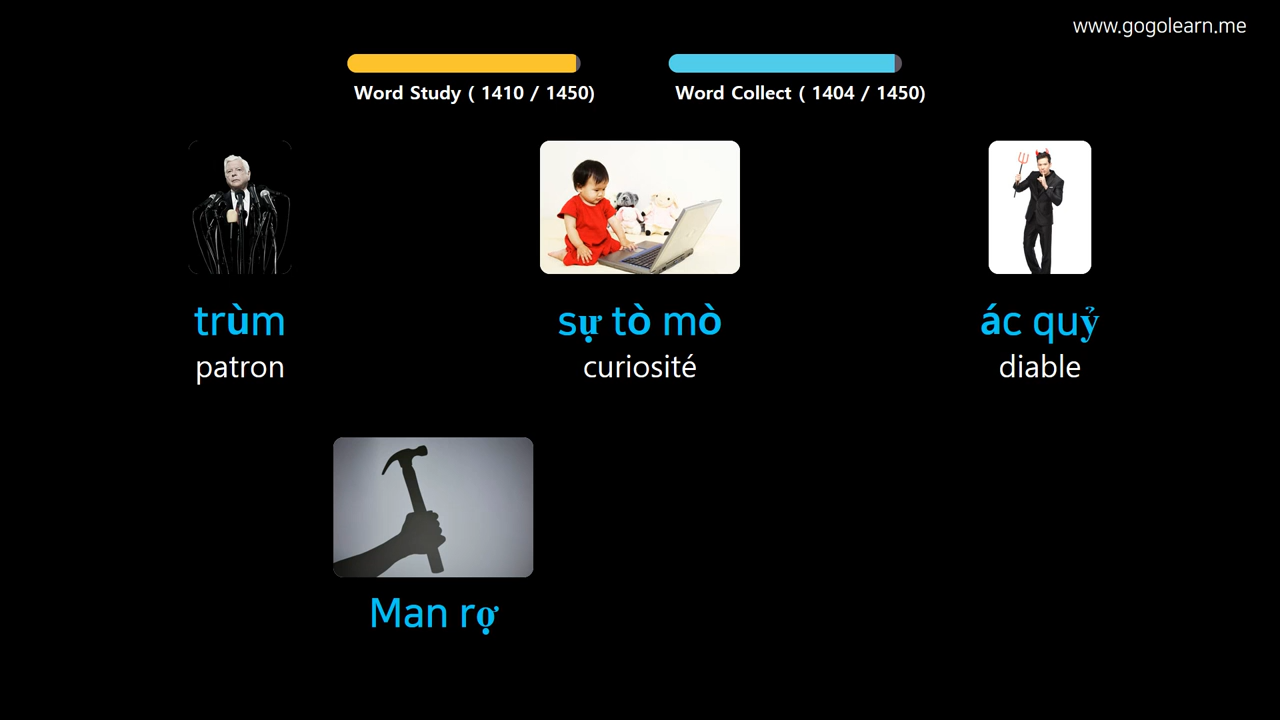 www.gogolearn.me
Word Study ( 1410 / 1450)
Word Collect ( 1404 / 1450)
trùm
patron
sự tò mò
curiosité
ác quỷ
diable
Man rợ